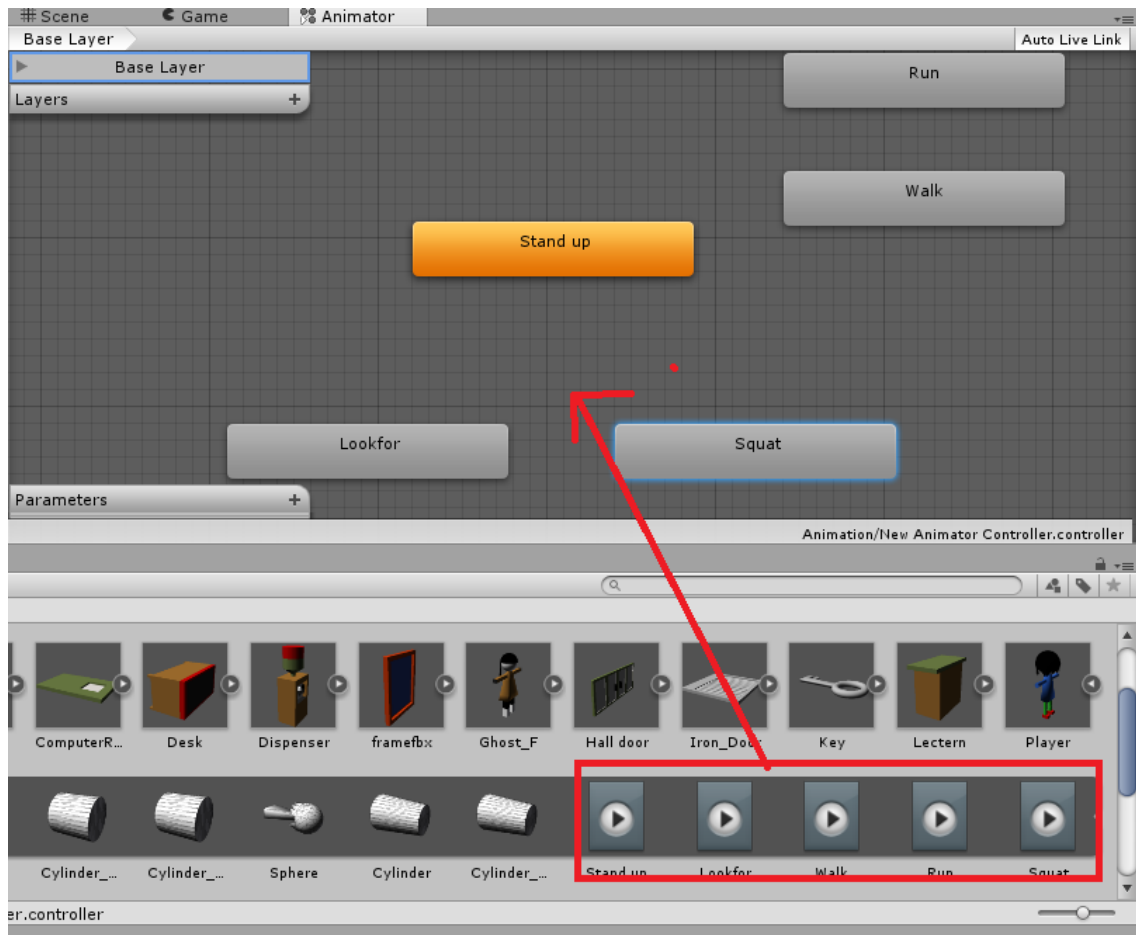 Scene Game Animator
Base Layer Auto Live Link
Base Layer
Layers
Run
Walk
Stand up
Lookfor Squat
Parameters
Animation/New Animator Controller.controller
ComputerR... Desk Dispenser framefbx Ghost_F Hall door Iron_Door Key Lectern Player
Cylinder_... Cylinder_... Sphere Cylinder Cylinder_... Stand up Lookfor Walk Run Squat
er.controller